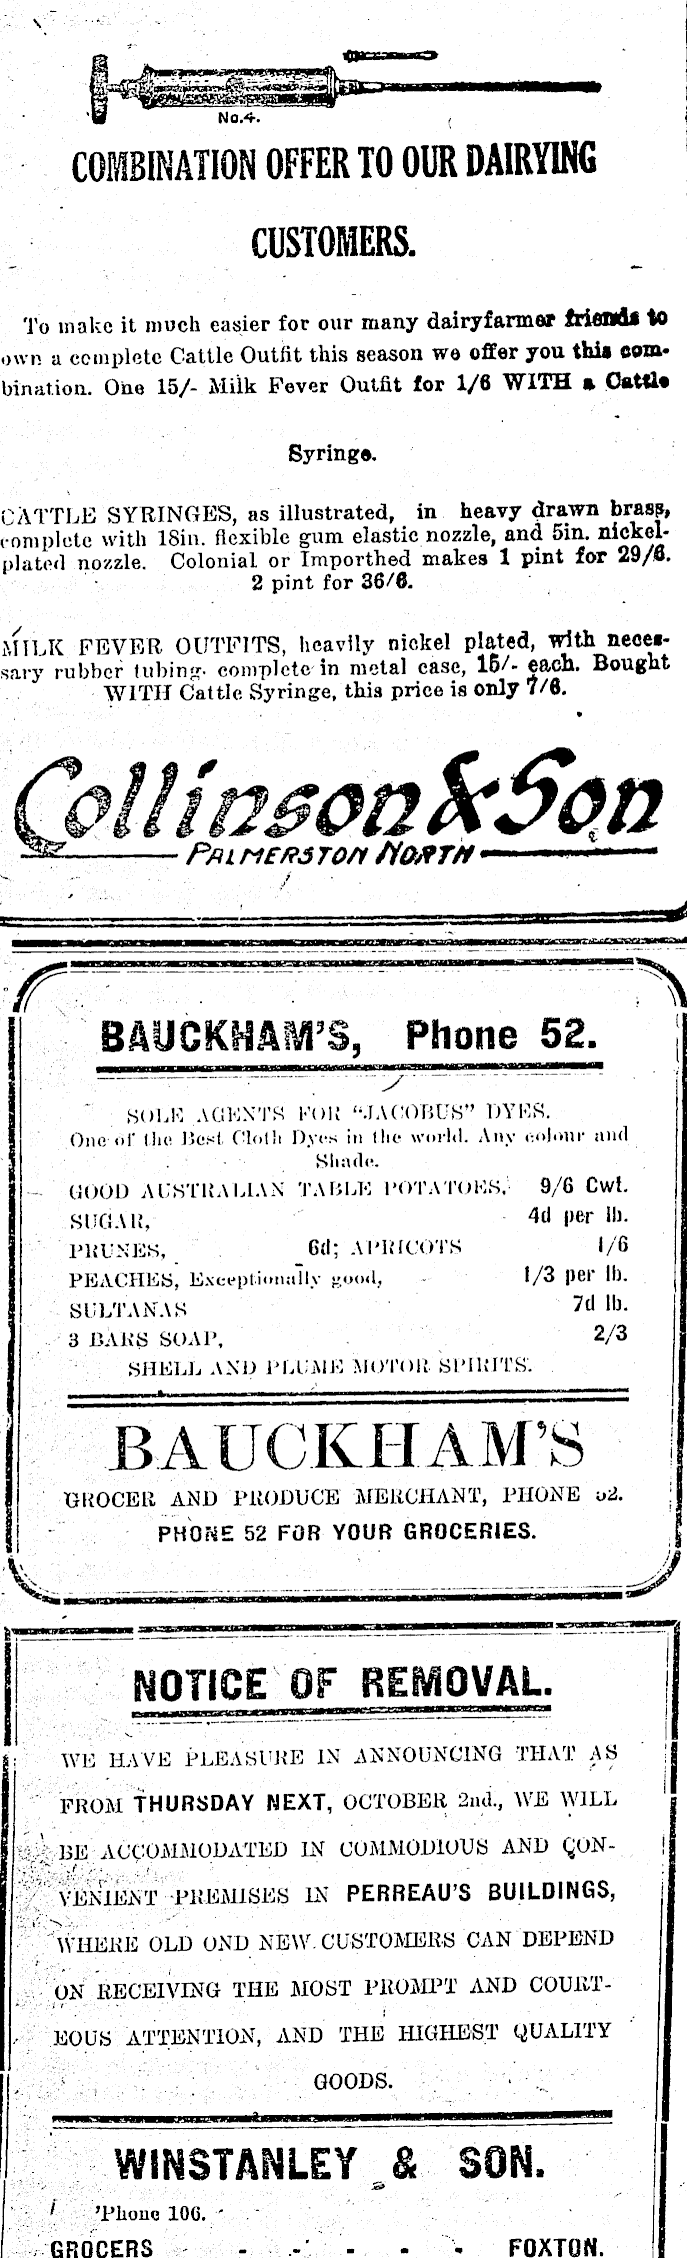 No.4.
COMBINATION OFFER TO OUR DAIRYING
CUSTOMERS.
To make it much easier for our many dairyfarmer friends to
own a complete Cattle Outfit this season we offer you this com-
bination. One 15/- Milk Fever Outfit for 1/6 WITH a Cattle
Syringe.
CATTLE SYRINGES, as illustrated, in heavy drawn brass,
complete with 18in. flexible gum elastic nozzle, and 5in. nickel-
plated nozzle. Colonial or Importhed makes 1 pint for 29/6.
2 pint for 36/6.
MILK FEVER OUTFITS, heavily nickel plated, with neces-
sary rubber tubing. complete in metal case, 15/- each. Bought
WITH Cattle Syringe, this price is only 7/6.
Collinson & Son
PALMERSTON NORTH
BAUCKHAM'S, Phone 52.
SOLE AGENTS FOR "JACOBUS" DYES.
One of the Best Cloth Dyes in the world. Any colour and
Shade.
GOOD AUSTRALIAN TABLE POTATOES, 9/6 Cwt.
SUGAR, 4d per lb.
PRUNES, 6d; APRICOTS 1/6
PEACHES, Exceptionally good, 1/3 per lb.
SULTANAS 7d lb.
3 BARS SOAP, 2/3
SHELL AND PLUME MOTOR SPIRITS.
BAUCKHAM'S
GROCER AND PRODUCE MERCHANT, PHONE 52.
PHONE 52 FOR YOUR GROCERIES.
NOTICE OF REMOVAL.
WE HAVE PLEASURE IN ANNOUNCING THAT AS
FROM THURSDAY NEXT, OCTOBER 2nd., WE WILL
BE ACCOMMODATED IN COMMODIOUS AND CON-
VENIENT PREMISES IN PERREAU'S BUILDINGS,
WHERE OLD OND NEW CUSTOMERS CAN DEPEND
ON RECEIVING THE MOST PROMPT AND COURT-
EOUS ATTENTION, AND THE HIGHEST QUALITY
GOODS.
WINSTANLEY & SON.
'Phone 106.
GROCERS - - - - - FOXTON.